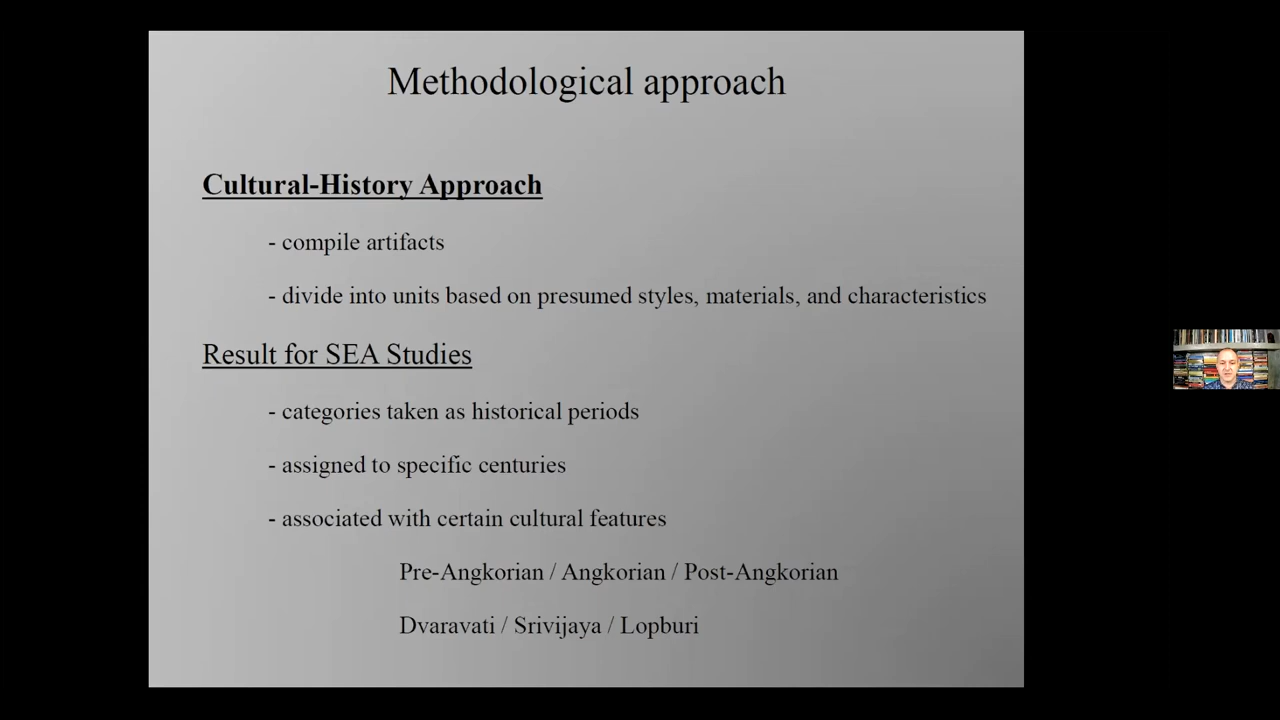 Methodological approach
Cultural-History Approach
- compile artifacts
- divide into units based on presumed styles, materials, and characteristics
Result for SEA Studies
- categories taken as historical periods
- assigned to specific centuries
- associated with certain cultural features
Pre-Angkorian / Angkorian / Post-Angkorian
Dvaravati / Srivijaya / Lopburi